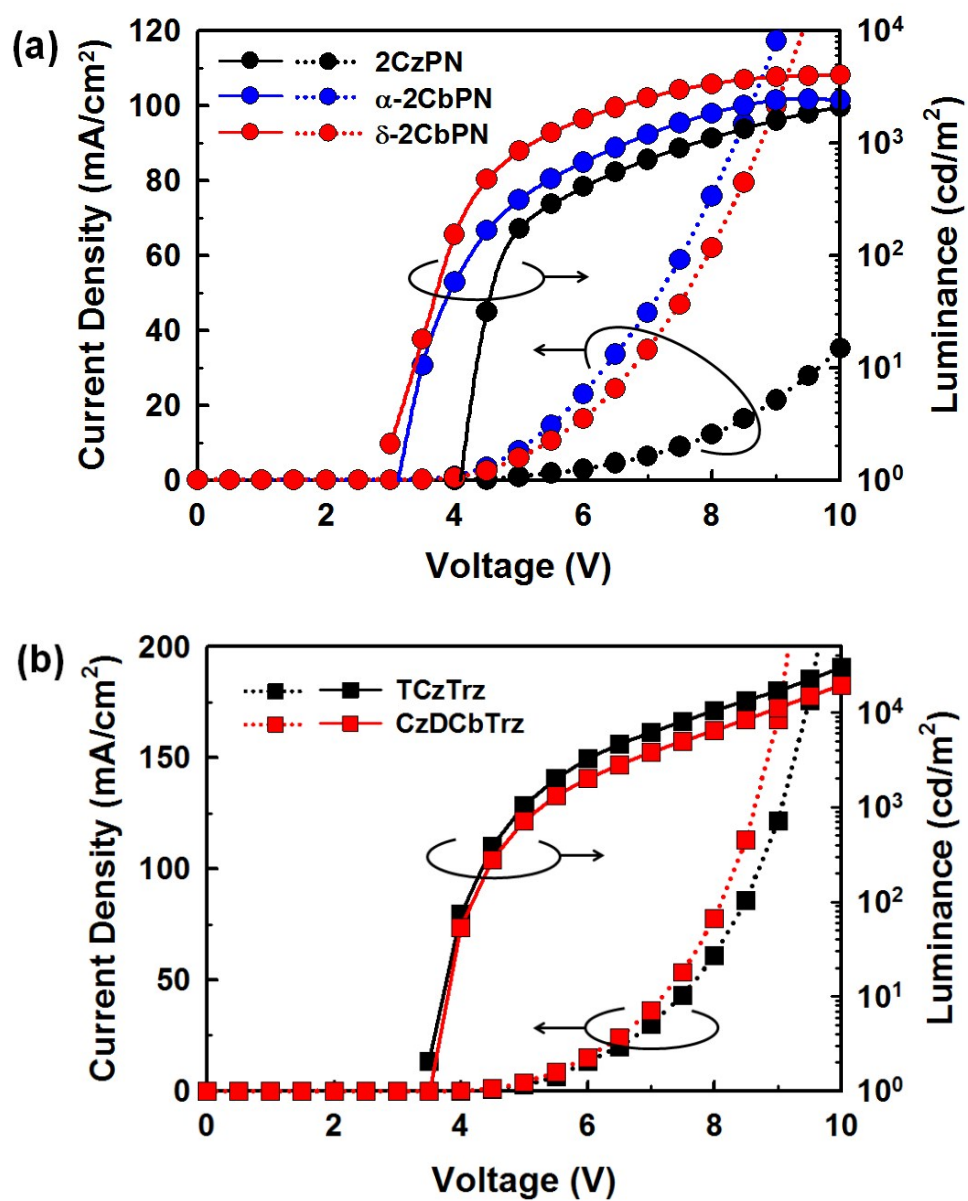 (a)
120
100
80
60
40
20
0
Current Density (mA/cm²)
2CzPN
α-2CbPN
δ-2CbPN
10⁴
10³
10²
10¹
10⁰
Luminance (cd/m²)
0 2 4 6 8 10
Voltage (V)
(b)
200
150
100
50
0
Current Density (mA/cm²)
TCzTrz
CzDCbTrz
10⁴
10³
10²
10¹
10⁰
Luminance (cd/m²)
0 2 4 6 8 10
Voltage (V)